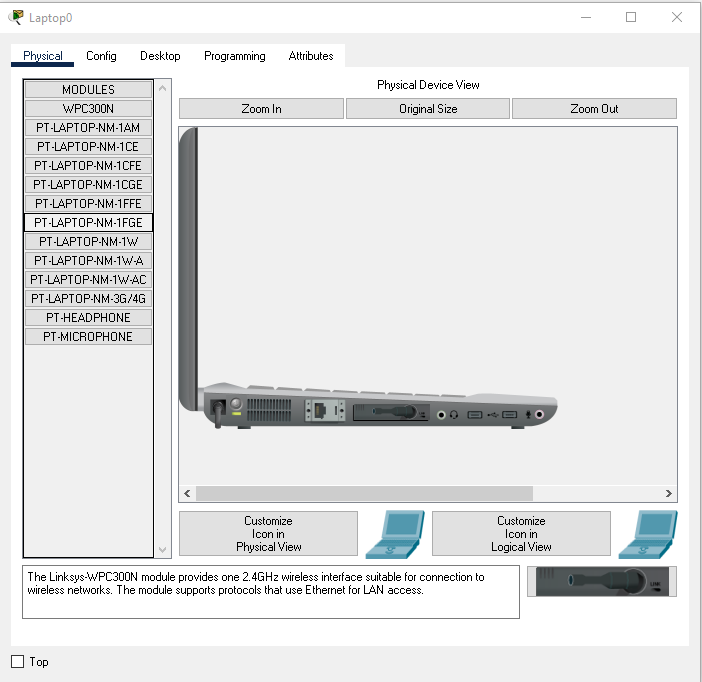 Laptop0
Physical Config Desktop Programming Attributes
MODULES
WPC300N
PT-LAPTOP-NM-1AM
PT-LAPTOP-NM-1CE
PT-LAPTOP-NM-1CFE
PT-LAPTOP-NM-1CGE
PT-LAPTOP-NM-1FFE
PT-LAPTOP-NM-1FGE
PT-LAPTOP-NM-1W
PT-LAPTOP-NM-1W-A
PT-LAPTOP-NM-1W-AC
PT-LAPTOP-NM-3G/4G
PT-HEADPHONE
PT-MICROPHONE
Physical Device View
Zoom In Original Size Zoom Out
Customize
Icon in
Physical View
Customize
Icon in
Logical View
The Linksys-WPC300N module provides one 2.4GHz wireless interface suitable for connection to
wireless networks. The module supports protocols that use Ethernet for LAN access.
LINK
Top